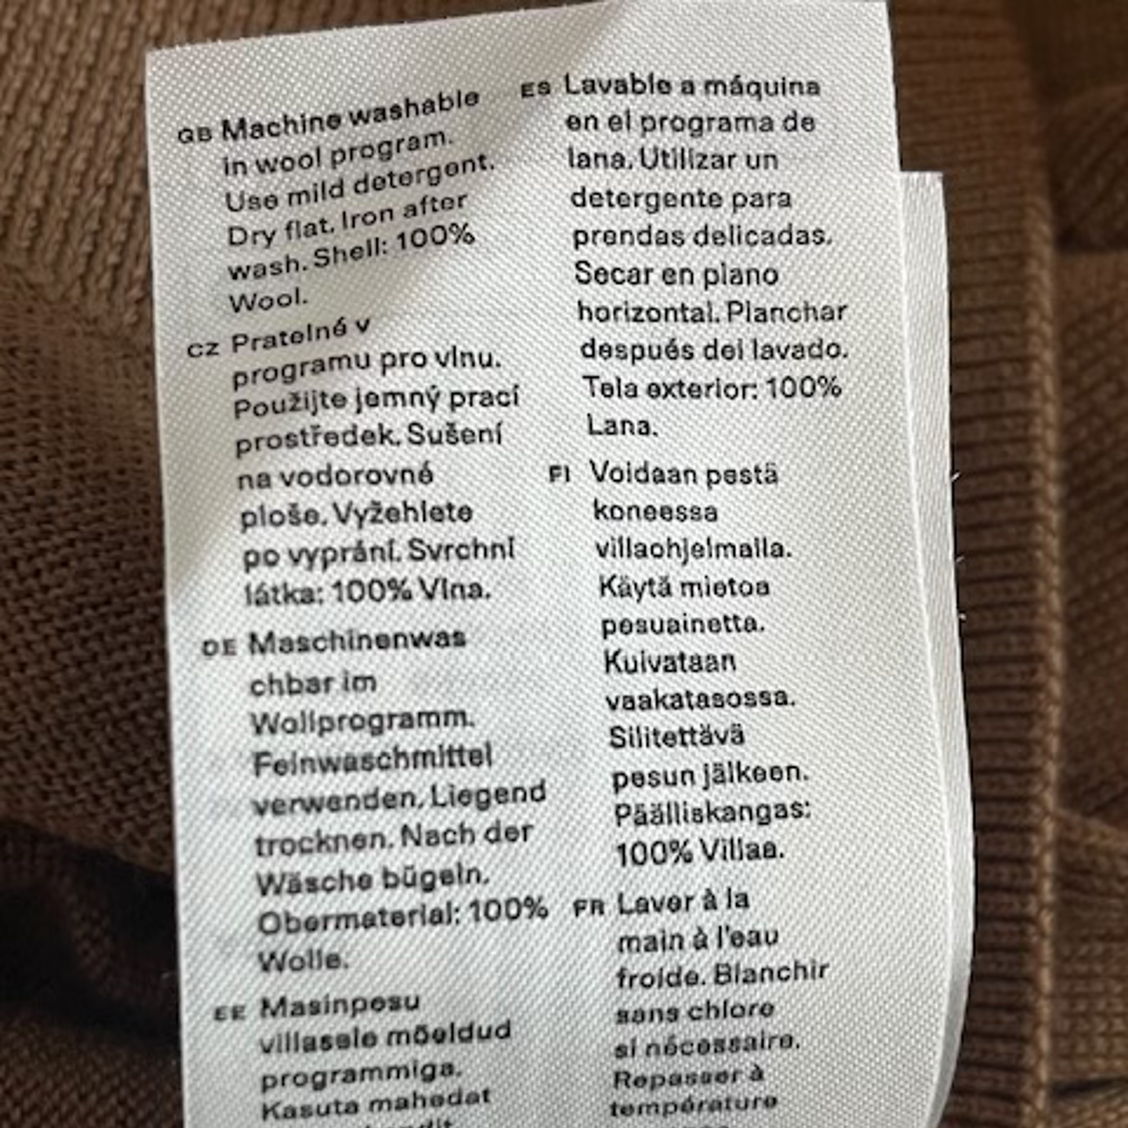 GB Machine washable
in wool program.
Use mild detergent.
Dry flat. Iron after
wash. Shell: 100%
Wool.
CZ Pratelné v
programu pro vlnu.
Použijte jemný prací
prostředek. Sušení
na vodorovné
ploše. Vyžehlete
po vyprání. Svrchní
látka: 100% Vlna.
DE Maschinenwas
chbar im
Wollprogramm.
Feinwaschmittel
verwenden. Liegend
trocknen. Nach der
Wäsche bügeln.
Obermaterial: 100%
Wolle.
EE Masinpesu
villasele mõeldud
programmiga.
Kasuta mahedat
ES Lavable a máquina
en el programa de
lana. Utilizar un
detergente para
prendas delicadas.
Secar en plano
horizontal. Planchar
después del lavado.
Tela exterior: 100%
Lana.
FI Voidaan pestä
koneessa
villaohjelmalla.
Käytä mietoa
pesuainetta.
Kuivataan
vaakatasossa.
Silitettävä
pesun jälkeen.
Päälliskangas:
100% Villaa.
FR Laver à la
main à l'eau
froide. Blanchir
sans chlore
si nécessaire.
Repasser à
température